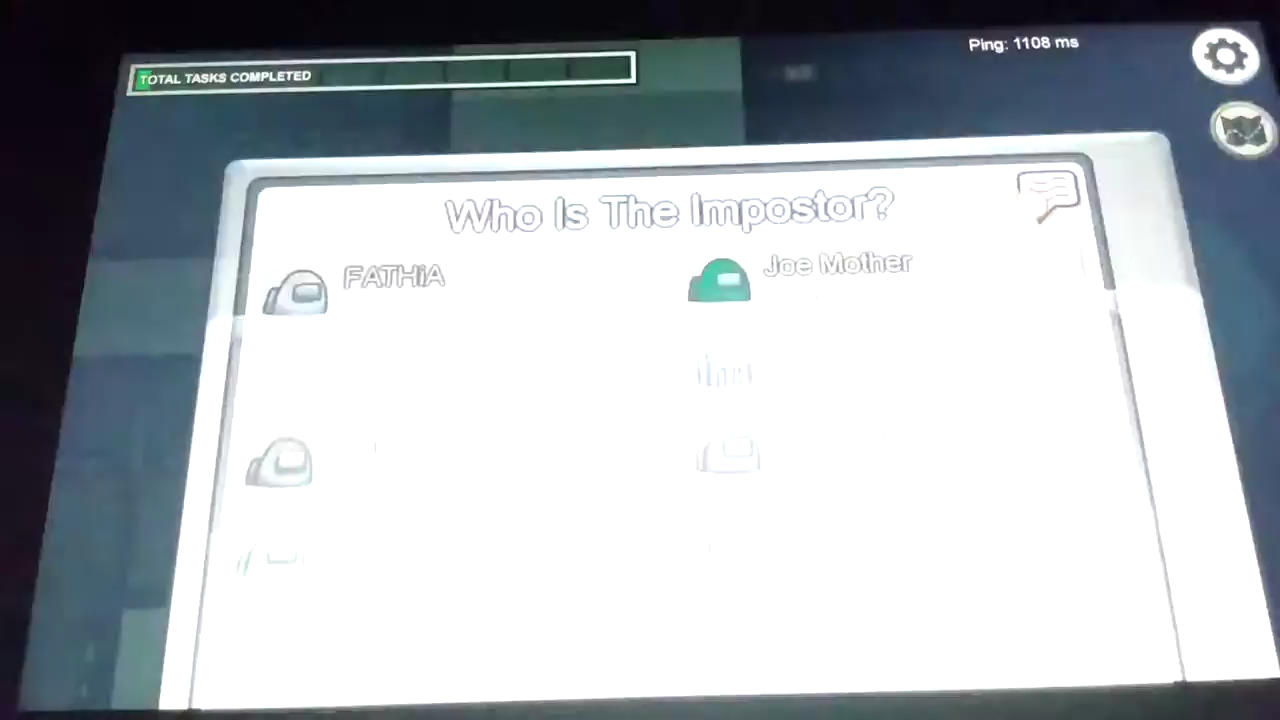 TOTAL TASKS COMPLETED
Ping: 1108 ms
Who Is The Impostor?
FATHiA
Joe Mother